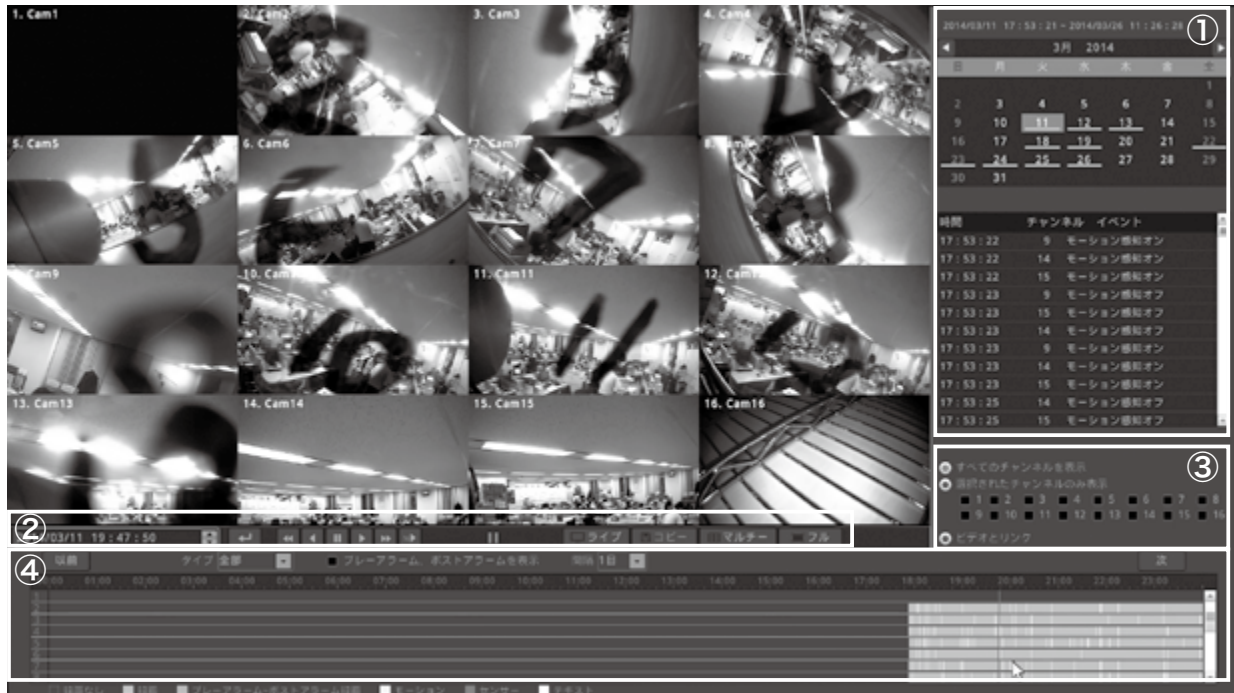 1. Cam1
2. Cam2
3. Cam3
4. Cam4
①
2014/03/11 17:53:21 ~ 2014/03/26 11:26:28
3月 2014
日 月 火 水 木 金 土
1
2 3 4 5 6 7 8
9 10 11 12 13 14 15
16 17 18 19 20 21 22
23 24 25 26 27 28 29
30 31
5. Cam5
6. Cam6
7. Cam7
時間 チャンネル イベント
17:53:22 9 モーション感知オン
17:53:22 14 モーション感知オン
17:53:22 15 モーション感知オン
17:53:23 9 モーション感知オフ
17:53:23 15 モーション感知オフ
17:53:23 14 モーション感知オフ
17:53:23 9 モーション感知オン
17:53:23 14 モーション感知オン
17:53:23 15 モーション感知オン
17:53:25 14 モーション感知オフ
17:53:25 15 モーション感知オフ
Cam9
10. Cam
11. Cam11
12. Cam12
10
11
13. Cam13
14. Cam14
15. Cam15
16. Cam16
③
すべてのチャンネルを表示
選択されたチャンネルのみ表示
1 2 3 4 5 6 7 8
9 10 11 12 13 14 15 16
ビデオとリンク
②
/03/11 19:47:50
ライブ コピー マルチー フル
④
以前 タイプ 全部 プレーアラーム、ポストアラームを表示 間隔 1日 次
01:00 02:00 03:00 04:00 05:00 06:00 07:00 08:00 09:00 10:00 11:00 12:00 13:00 14:00 15:00 16:00 17:00 18:00 19:00 20:00 21:00 22:00 23:00
録画なし 録画 プレーアラーム-ポストアラーム録画 モーション センサー テキスト